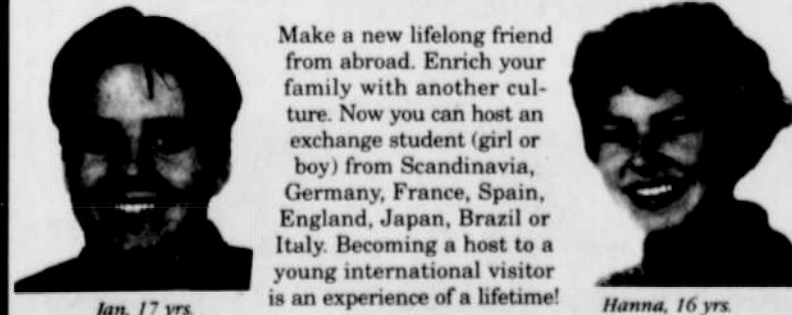 Make a new lifelong friend
from abroad. Enrich your
family with another cul-
ture. Now you can host an
exchange student (girl or
boy) from Scandinavia,
Germany, France, Spain,
England, Japan, Brazil or
Italy. Becoming a host to a
young international visitor
is an experience of a lifetime!
Jan, 17 yrs.
Hanna, 16 yrs.